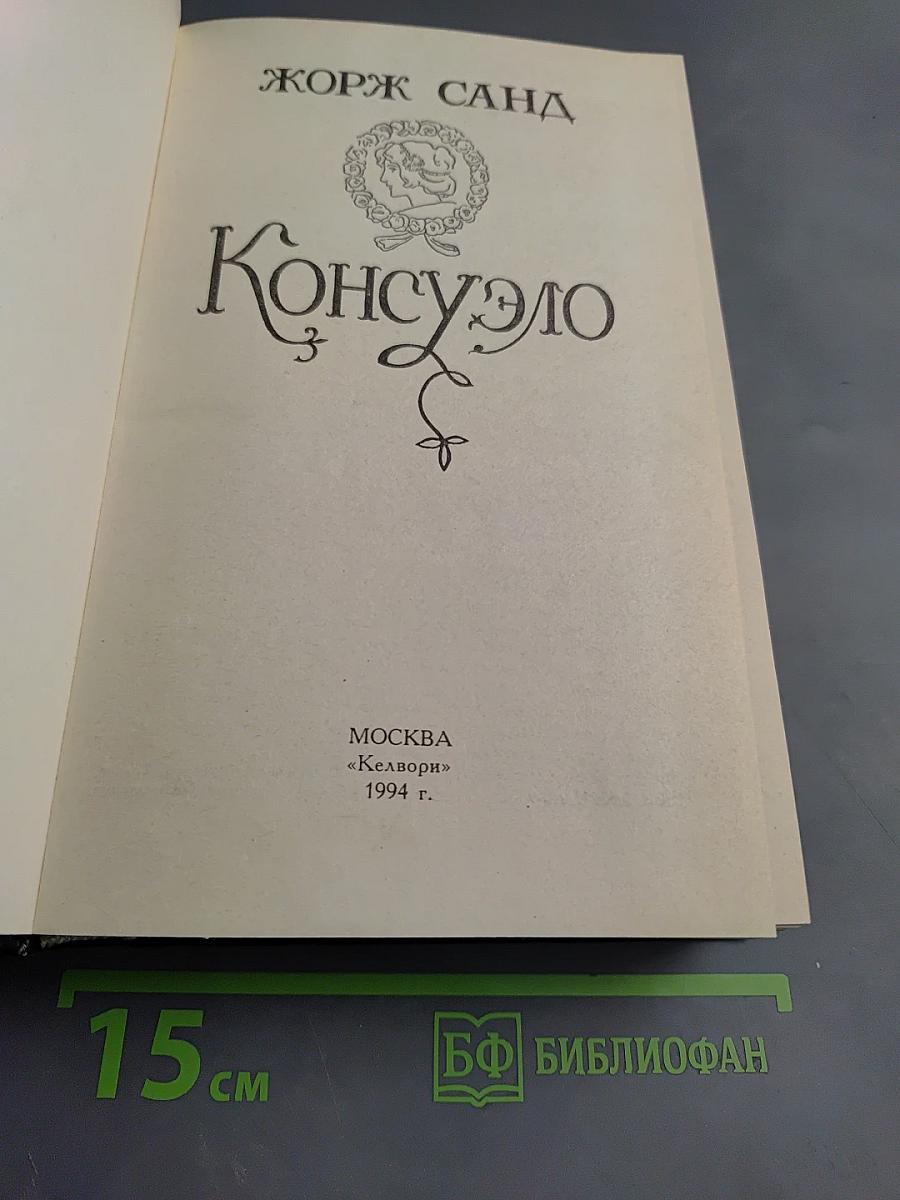 ЖОРЖ САНД
Консуэло
МОСКВА
«Келвори»
1994 г.
15 см
БФ БИБЛИОФАН